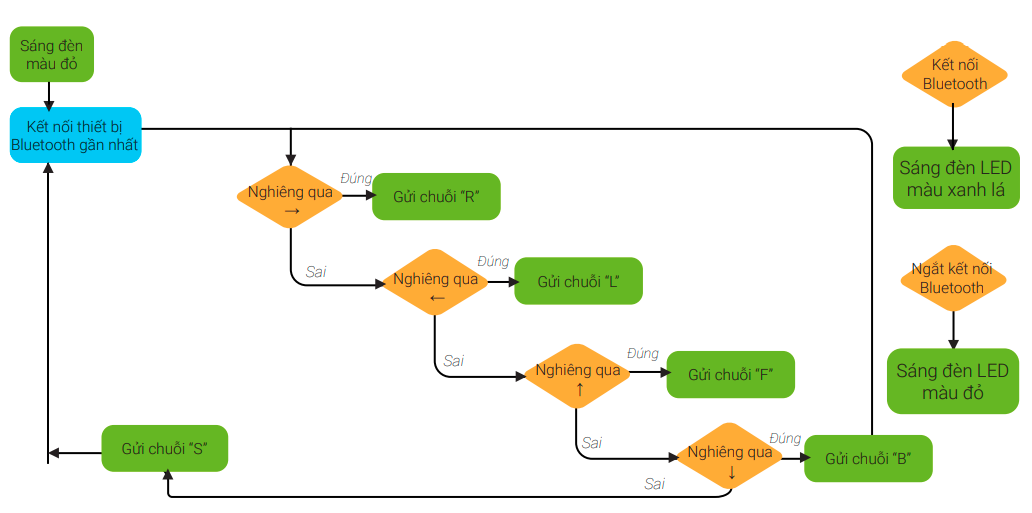 Sáng đèn
màu đỏ
Kết nối thiết bị
Bluetooth gần nhất
Nghiêng qua
→
Đúng
Gửi chuỗi “R”
Sai
Nghiêng qua
←
Đúng
Gửi chuỗi “L”
Sai
Nghiêng qua
↑
Đúng
Gửi chuỗi “F”
Sai
Nghiêng qua
↓
Đúng
Gửi chuỗi “B”
Sai
Gửi chuỗi “S”
Kết nối
Bluetooth
Sáng đèn LED
màu xanh lá
Ngắt kết nối
Bluetooth
Sáng đèn LED
màu đỏ